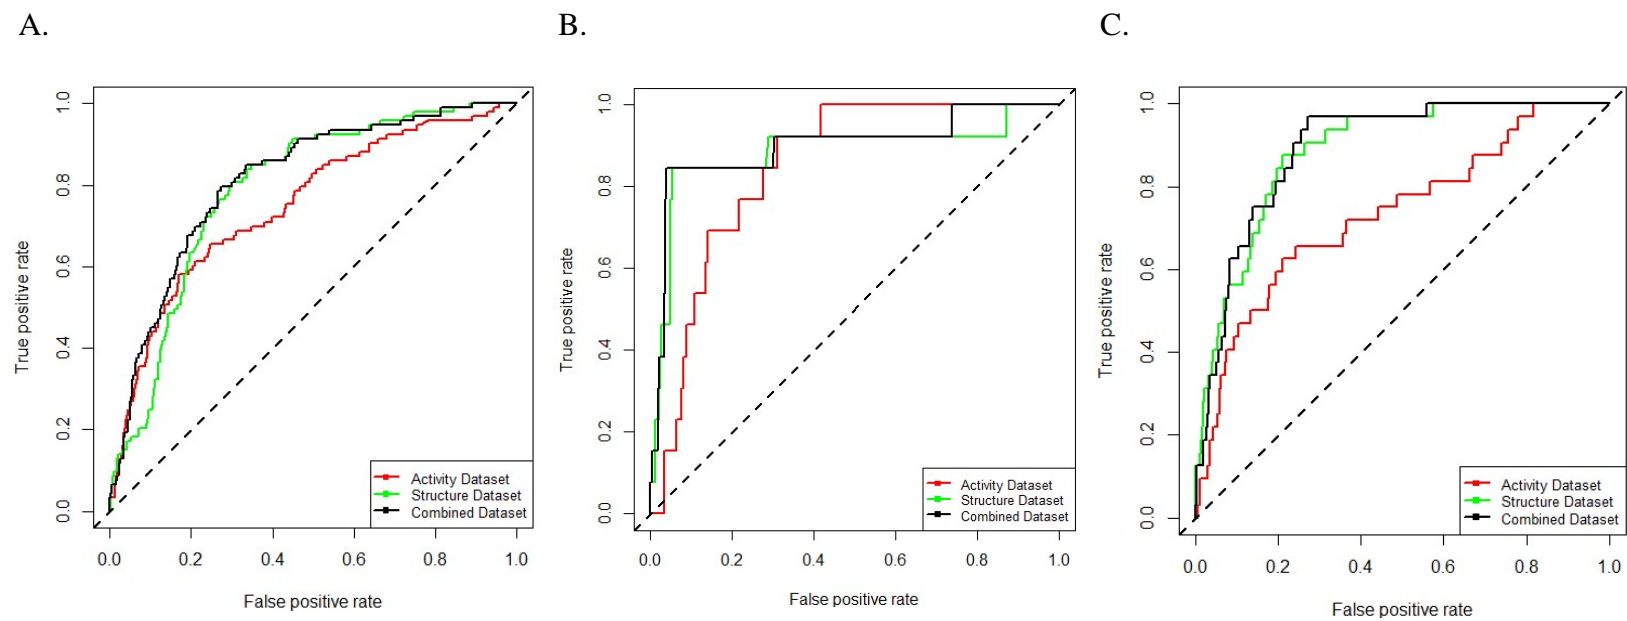 A.
B.
C.
True positive rate
1.0
0.8
0.6
0.4
0.2
0.0
Activity Dataset
Structure Dataset
Combined Dataset
0.0 0.2 0.4 0.6 0.8 1.0
False positive rate
True positive rate
1.0
0.8
0.6
0.4
0.2
0.0
Activity Dataset
Structure Dataset
Combined Dataset
0.0 0.2 0.4 0.6 0.8 1.0
False positive rate
True positive rate
1.0
0.8
0.6
0.4
0.2
0.0
Activity Dataset
Structure Dataset
Combined Dataset
0.0 0.2 0.4 0.6 0.8 1.0
False positive rate